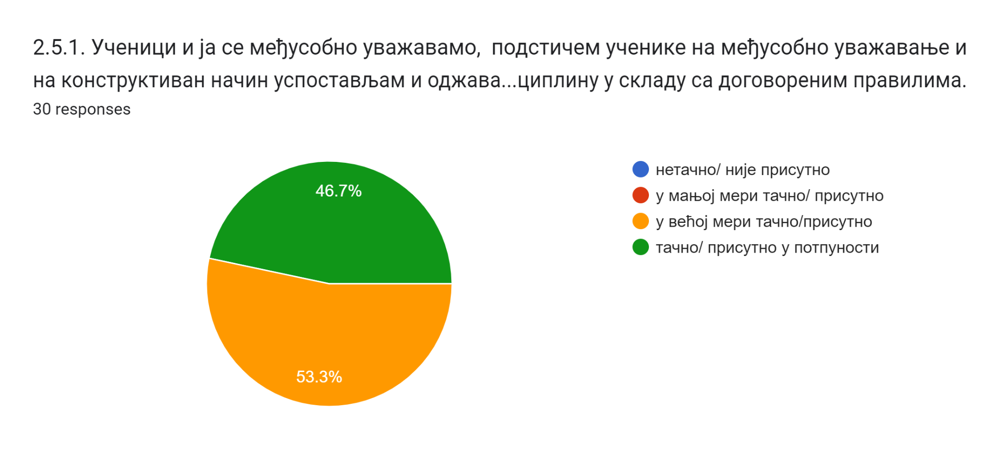 2.5.1. Ученици и ја се међусобно уважавамо,  подстичем ученике на међусобно уважавање и
на конструктиван начин успостављам и оджава...циплину у складу са договореним правилима.
30 responses
46.7%
53.3%
нетачно/ није присутно
у мањој мери тачно/ присутно
у већој мери тачно/присутно
тачно/ присутно у потпуности